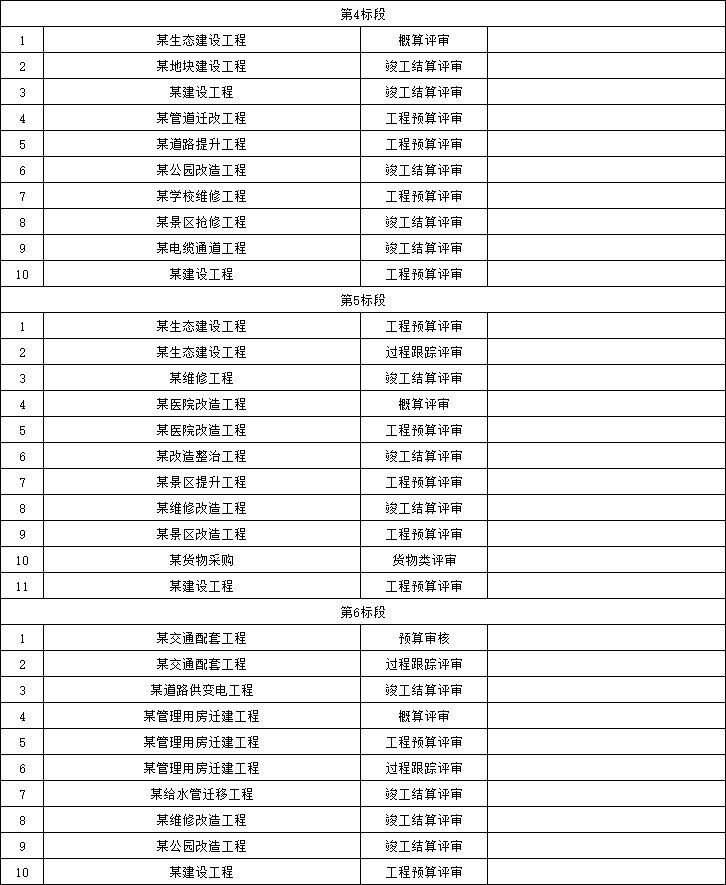 第4标段
1 某生态建设工程 概算评审
2 某地块建设工程 竣工结算评审
3 某建设工程 竣工结算评审
4 某管道迁改工程 工程预算评审
5 某道路提升工程 工程预算评审
6 某公园改造工程 竣工结算评审
7 某学校维修工程 工程预算评审
8 某景区抢修工程 竣工结算评审
9 某电缆通道工程 竣工结算评审
10 某建设工程 工程预算评审
第5标段
1 某生态建设工程 工程预算评审
2 某生态建设工程 过程跟踪评审
3 某维修工程 竣工结算评审
4 某医院改造工程 概算评审
5 某医院改造工程 工程预算评审
6 某改造整治工程 竣工结算评审
7 某景区提升工程 工程预算评审
8 某维修改造工程 竣工结算评审
9 某景区改造工程 工程预算评审
10 某货物采购 货物类评审
11 某建设工程 工程预算评审
第6标段
1 某交通配套工程 预算审核
2 某交通配套工程 过程跟踪评审
3 某道路供变电工程 竣工结算评审
4 某管理用房迁建工程 概算评审
5 某管理用房迁建工程 工程预算评审
6 某管理用房迁建工程 过程跟踪评审
7 某给水管迁移工程 竣工结算评审
8 某维修改造工程 竣工结算评审
9 某公园改造工程 竣工结算评审
10 某建设工程 工程预算评审